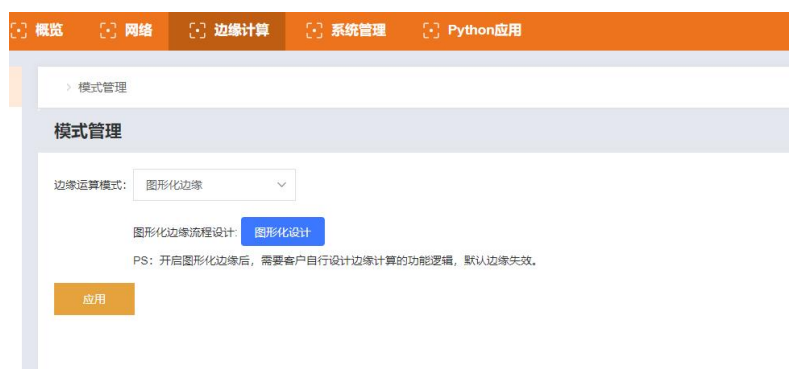 概览 网络 边缘计算 系统管理 Python应用
模式管理
模式管理
边缘运算模式: 图形化边缘
图形化边缘流程设计: 图形化设计
PS：开启图形化边缘后，需要客户自行设计边缘计算的功能逻辑，默认边缘失效。
应用